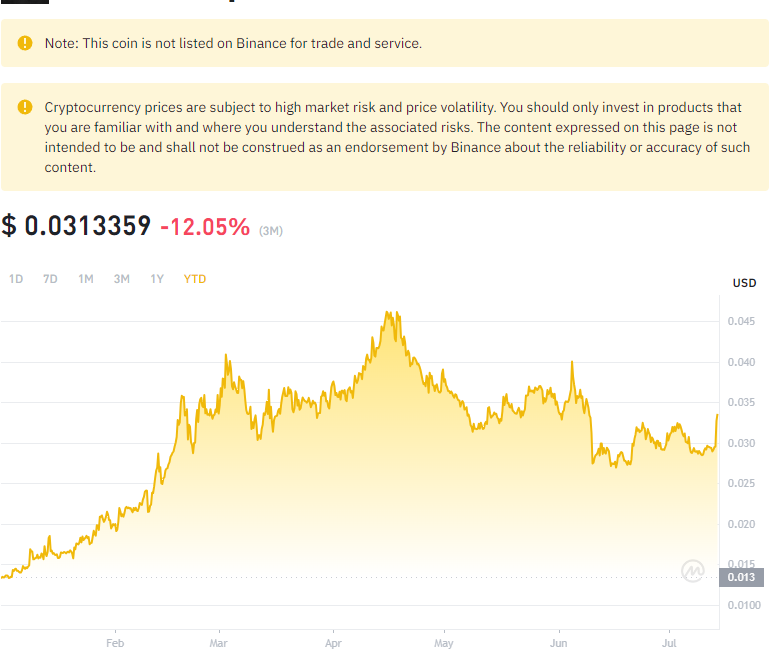 Note: This coin is not listed on Binance for trade and service.
Cryptocurrency prices are subject to high market risk and price volatility. You should only invest in products that
you are familiar with and where you understand the associated risks. The content expressed on this page is not
intended to be and shall not be construed as an endorsement by Binance about the reliability or accuracy of such
content.
$ 0.0313359 -12.05% (3M)
1D 7D 1M 3M 1Y YTD
USD
0.045
0.040
0.035
0.030
0.025
0.020
0.015
0.013
0.0100
Feb Mar Apr May Jun Jul